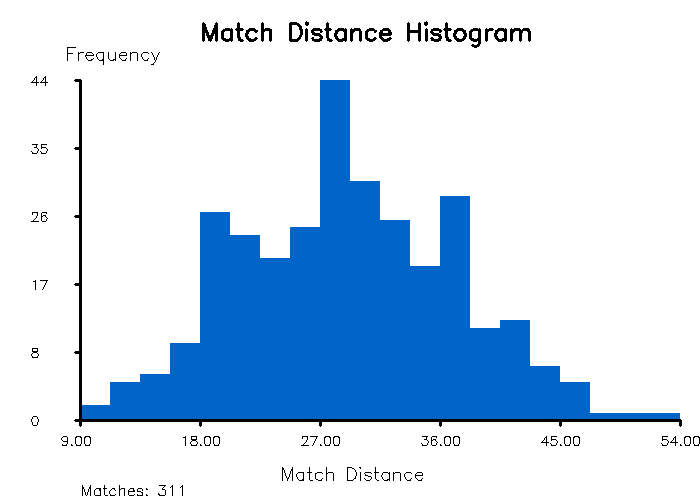 Match Distance Histogram
Frequency
44
35
26
17
8
0
9.00 18.00 27.00 36.00 45.00 54.00
Match Distance
Matches: 311